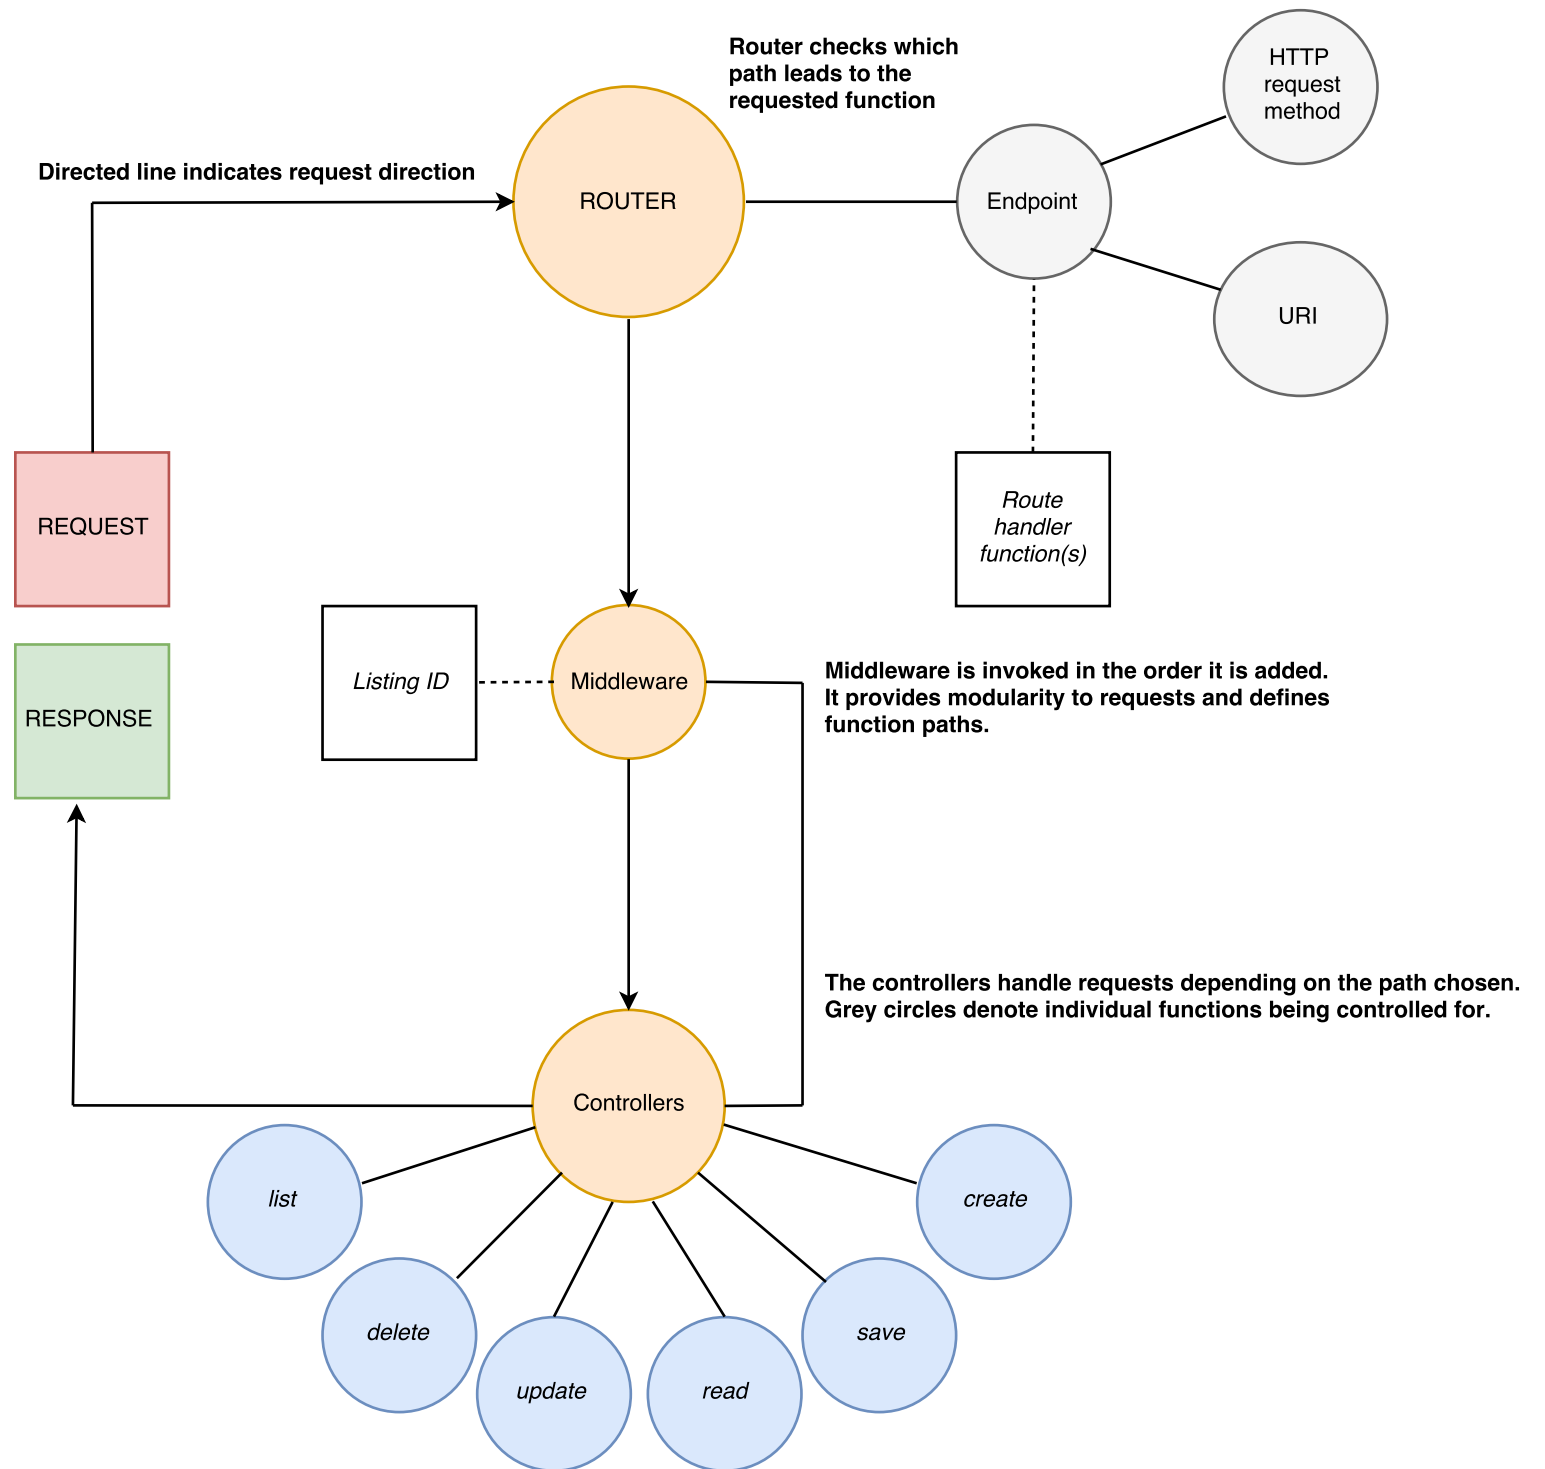 Router checks which
path leads to the
requested function
HTTP
request
method
Directed line indicates request direction
ROUTER
Endpoint
URI
REQUEST
Route
handler
function(s)
Listing ID
Middleware
Middleware is invoked in the order it is added.
It provides modularity to requests and defines
function paths.
RESPONSE
The controllers handle requests depending on the path chosen.
Grey circles denote individual functions being controlled for.
Controllers
list
create
delete
save
update
read